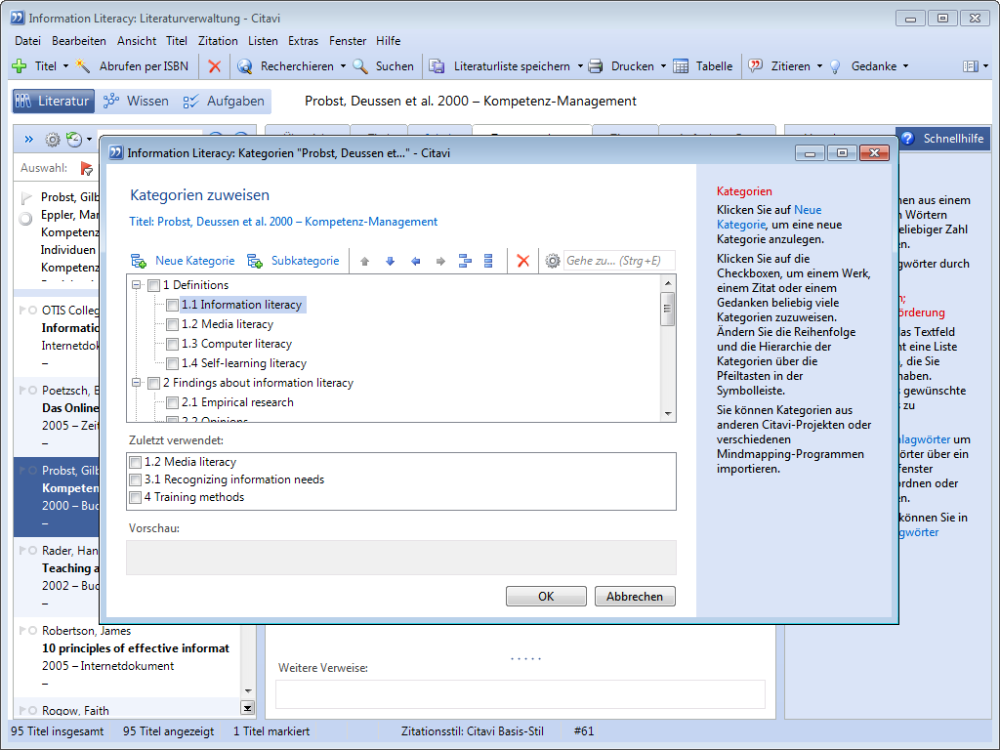 Information Literacy: Literaturverwaltung - Citavi
Datei Bearbeiten Ansicht Titel Zitation Listen Extras Fenster Hilfe
Titel Abrufen per ISBN Recherchieren Suchen Literaturliste speichern Drucken Tabelle Zitieren Gedanke
Literatur Wissen Aufgaben Probst, Deussen et al. 2000 – Kompetenz-Management
Schnellhilfe
Auswahl:
Probst, Gilb
Eppler, Mar
Kompetenz
Individuen
Kompetenz
OTIS Colleg
Informatio
Internetdok
–
Poetzsch, E
Das Online
2005 – Zeit
–
Probst, Gilb
Kompeten
2000 – Buc
–
Rader, Han
Teaching a
2002 – Buc
–
Robertson, James
10 principles of effective informat
2005 – Internetdokument
–
Rogow, Faith
Information Literacy: Kategorien "Probst, Deussen et..." - Citavi
Kategorien zuweisen
Titel: Probst, Deussen et al. 2000 – Kompetenz-Management
Neue Kategorie Subkategorie Gehe zu... (Strg+E)
1 Definitions
1.1 Information literacy
1.2 Media literacy
1.3 Computer literacy
1.4 Self-learning literacy
2 Findings about information literacy
2.1 Empirical research
2.2 Opinions
Zuletzt verwendet:
1.2 Media literacy
3.1 Recognizing information needs
4 Training methods
Vorschau:
OK Abbrechen
Kategorien
Klicken Sie auf Neue
Kategorie, um eine neue
Kategorie anzulegen.
Klicken Sie auf die
Checkboxen, um einem Werk,
einem Zitat oder einem
Gedanken beliebig viele
Kategorien zuzuweisen.
Ändern Sie die Reihenfolge
und die Hierarchie der
Kategorien über die
Pfeiltasten in der
Symbolleiste.
Sie können Kategorien aus
anderen Citavi-Projekten oder
verschiedenen
Mindmapping-Programmen
importieren.
nen aus einem
Wörtern
eliebiger Zahl
en.
gwörter durch
n;
örderung
das Textfeld
nt eine Liste
, die Sie
haben.
s gewünschte
s zu
hlagwörter um
wörter über ein
fenster
ordnen oder
en.
können Sie in
gwörter
Weitere Verweise:
95 Titel insgesamt 95 Titel angezeigt 1 Titel markiert Zitationsstil: Citavi Basis-Stil #61